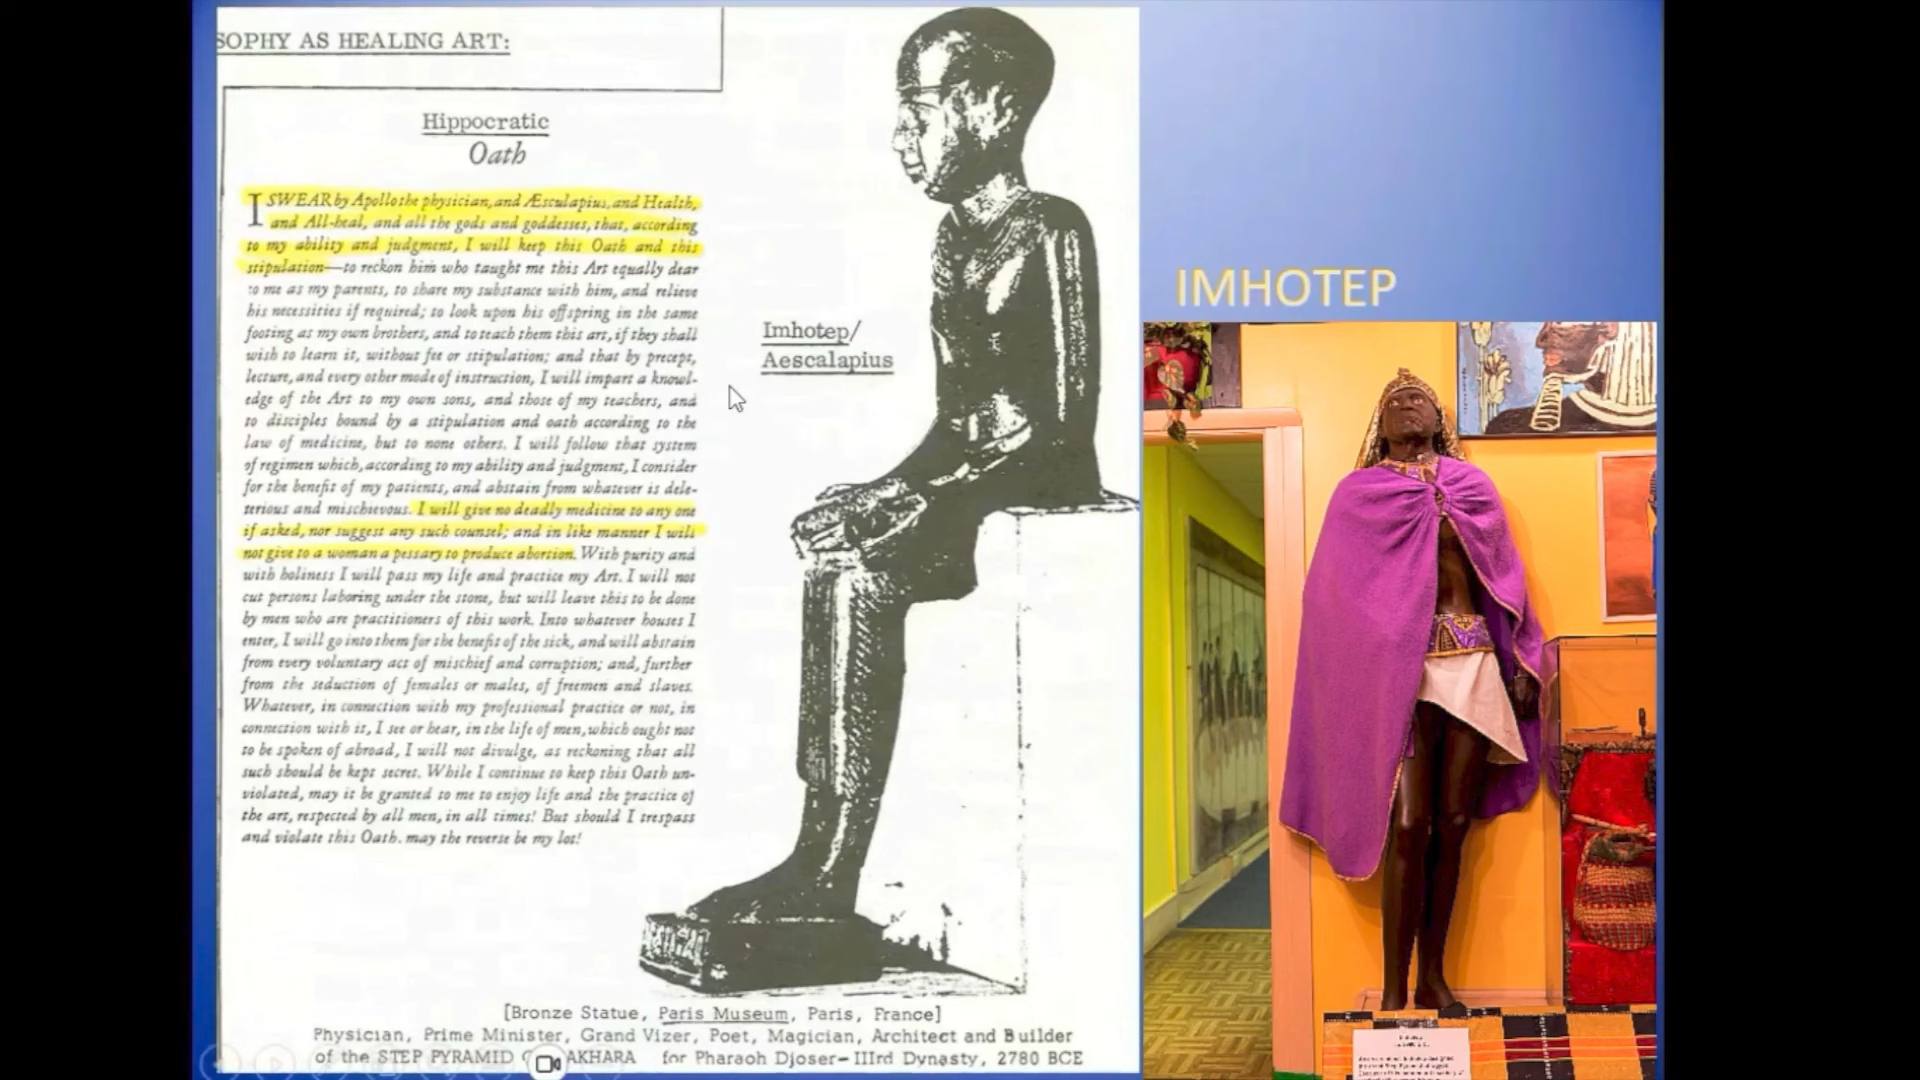 SOPHY AS HEALING ART:
Hippocratic
Oath
I SWEAR by Apollo the physician, and Æsculapius, and Health,
and All-heal, and all the gods and goddesses, that, according
to my ability and judgment, I will keep this Oath and this
stipulation—to reckon him who taught me this Art equally dear
to me as my parents, to share my substance with him, and relieve
his necessities if required; to look upon his offspring in the same
footing as my own brothers, and to teach them this art, if they shall
wish to learn it, without fee or stipulation; and that by precept,
lecture, and every other mode of instruction, I will impart a knowl-
edge of the Art to my own sons, and those of my teachers, and
to disciples bound by a stipulation and oath according to the
law of medicine, but to none others. I will follow that system
of regimen which, according to my ability and judgment, I consider
for the benefit of my patients, and abstain from whatever is dele-
terious and mischievous. I will give no deadly medicine to any one
if asked, nor suggest any such counsel; and in like manner I will
not give to a woman a pessary to produce abortion. With purity and
with holiness I will pass my life and practice my Art. I will not
cut persons laboring under the stone, but will leave this to be done
by men who are practitioners of this work. Into whatever houses I
enter, I will go into them for the benefit of the sick, and will abstain
from every voluntary act of mischief and corruption; and, further
from the seduction of females or males, of freemen and slaves.
Whatever, in connection with my professional practice or not, in
connection with it, I see or hear, in the life of men, which ought not
to be spoken of abroad, I will not divulge, as reckoning that all
such should be kept secret. While I continue to keep this Oath un-
violated, may it be granted to me to enjoy life and the practice of
the art, respected by all men, in all times! But should I trespass
and violate this Oath. may the reverse be my lot!
Imhotep/
Aescalapius
[Bronze Statue, Paris Museum, Paris, France]
Physician, Prime Minister, Grand Vizer, Poet, Magician, Architect and Builder
of the STEP PYRAMID AKHARA for Pharaoh Djoser-IIIrd Dynasty, 2780 BCE
IMHOTEP